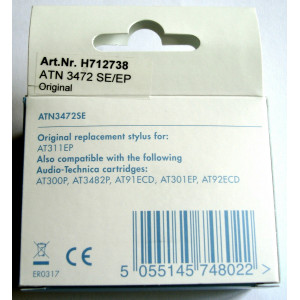 Art.Nr. H712738
ATN 3472 SE/EP
Original
ATN3472SE
Original replacement stylus for:
AT311EP
Also compatible with the following
Audio-Technica cartridges:
AT300P, AT3482P, AT91ECD, AT301EP, AT92ECD
ER0317
CE
5 055145 748022 >